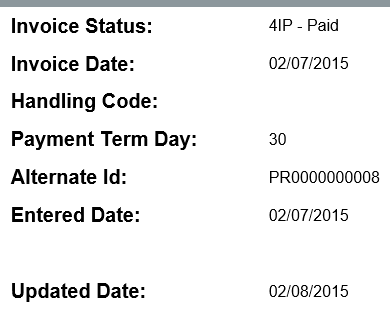 Invoice Status: 4IP - Paid
Invoice Date: 02/07/2015
Handling Code:
Payment Term Day: 30
Alternate Id: PR0000000008
Entered Date: 02/07/2015
Updated Date: 02/08/2015